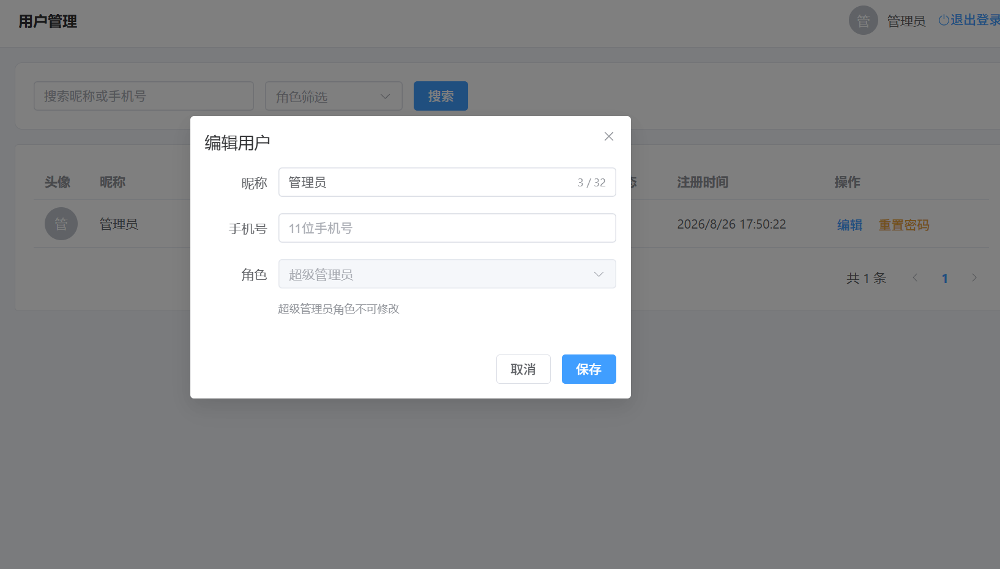 用户管理
管 管理员 退出登录
搜索昵称或手机号 角色筛选 搜索
编辑用户
昵称 管理员 3 / 32
手机号 11位手机号
角色 超级管理员
超级管理员角色不可修改
取消 保存
头像 昵称 注册时间 操作
管 管理员 2026/8/26 17:50:22 编辑 重置密码
共 1 条 1